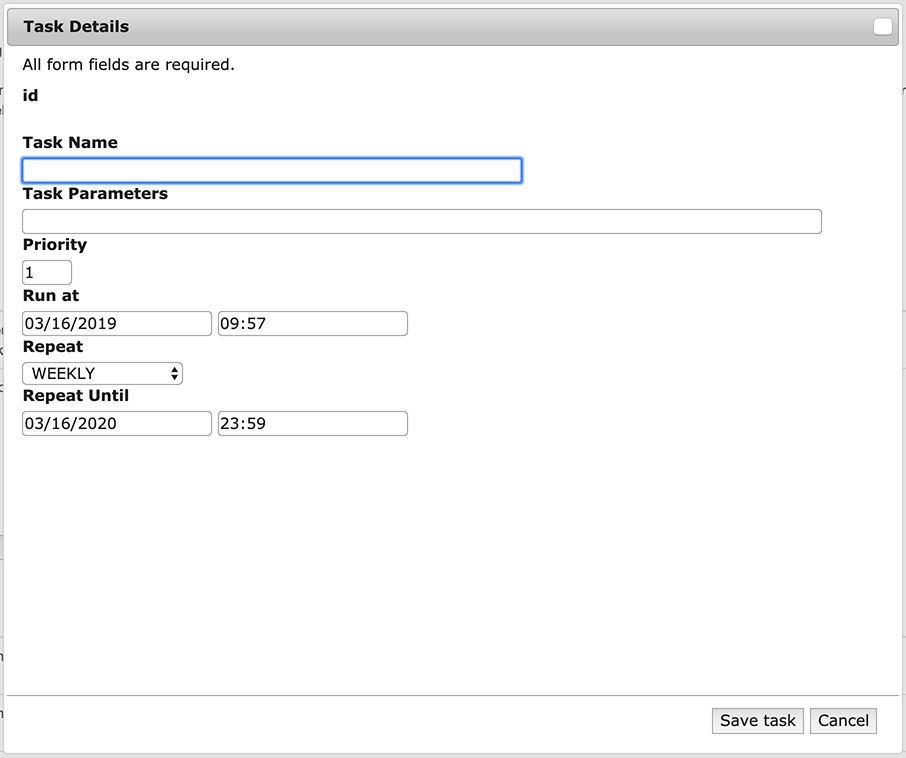 Task Details
All form fields are required.
id
Task Name
Task Parameters
Priority
1
Run at
03/16/2019 09:57
Repeat
WEEKLY
Repeat Until
03/16/2020 23:59
Save task Cancel